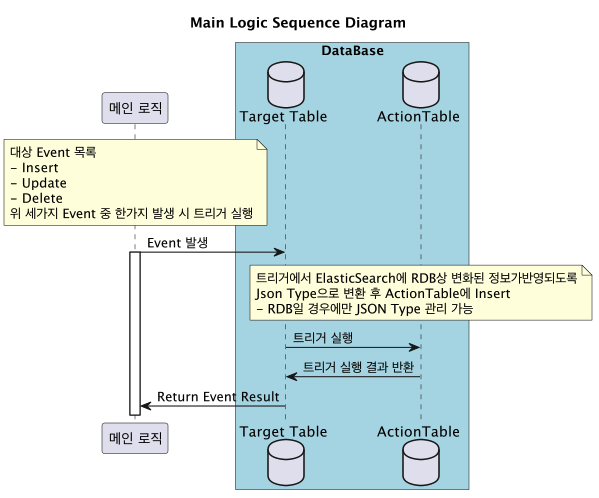 Main Logic Sequence Diagram
DataBase
메인 로직
Target Table
ActionTable
대상 Event 목록
- Insert
- Update
- Delete
위 세가지 Event 중 한가지 발생 시 트리거 실행
Event 발생
트리거에서 ElasticSearch에 RDB상 변화된 정보가반영되도록
Json Type으로 변환 후 ActionTable에 Insert
- RDB일 경우에만 JSON Type 관리 가능
트리거 실행
트리거 실행 결과 반환
Return Event Result
메인 로직
Target Table
ActionTable